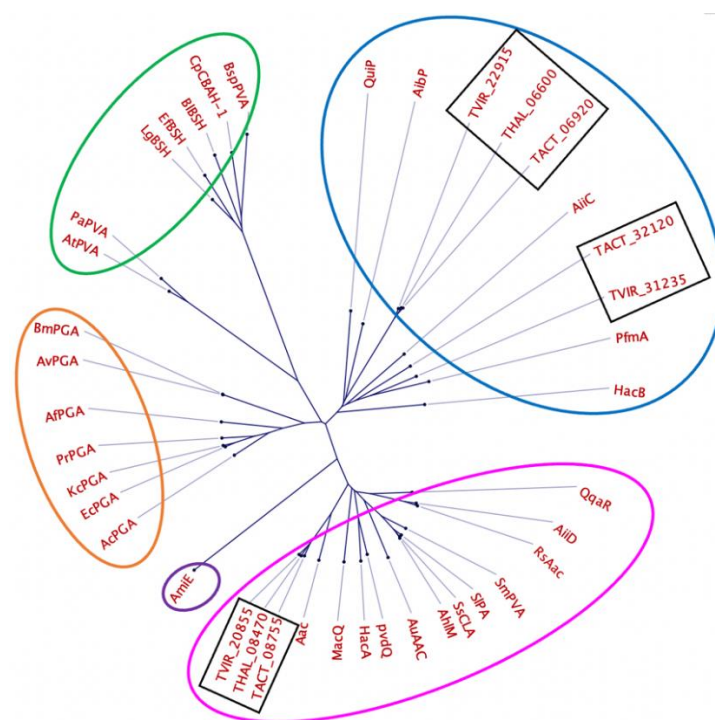 BspPVA
CpCBAH-1
BlBSH
EfBSH
LgBSH
PaPVA
AtPVA
BmPGA
AvPGA
AfPGA
PrPGA
KcPGA
EcPGA
AcPGA
AmiE
TVIR_20855
THAL_08470
TACT_08755
Aac
MacQ
HacA
pvdQ
AuAAC
AhlM
SsCLA
SlPA
SmPVA
RsAac
AiiD
QqaR
HacB
PfmA
TVIR_31235
TACT_32120
AiiC
TACT_06920
THAL_06600
TVIR_22915
AibP
QuiP